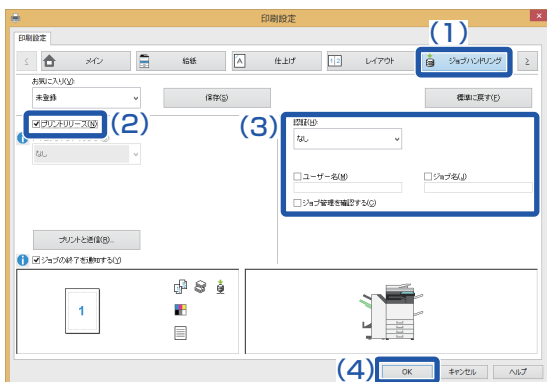 印刷設定
印刷設定
(1)
メイン
給紙
A
仕上げ
1 2
レイアウト
ジョブハンドリング
お気に入り(V):
未登録
保存(S)
標準に戻す(E)
プリントリリース(N)
(2)
(3)
認証(H):
なし
なし
ユーザー名(M)
ジョブ名(J)
ジョブ管理を確認する(C)
プリントと送信(B)...
ジョブの終了を通知する(Y)
1
(4)
OK
キャンセル
ヘルプ